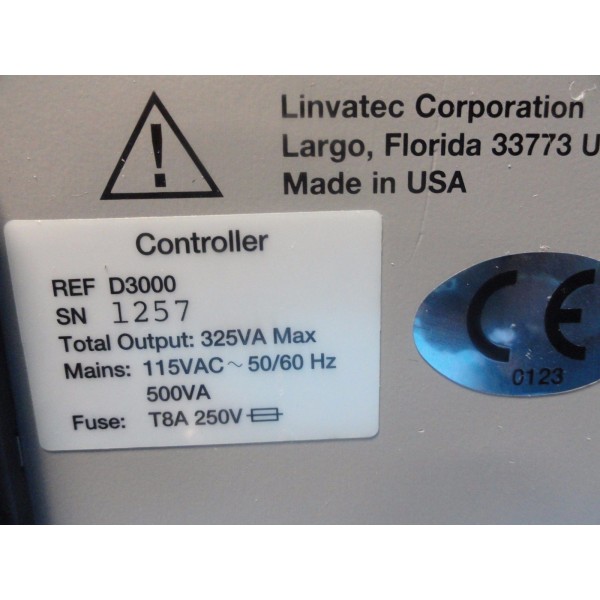 Linvatec Corporation
Largo, Florida 33773 U
Made in USA
Controller
REF D3000
SN 1257
Total Output: 325VA Max
Mains: 115VAC ~ 50/60 Hz
500VA
Fuse: T8A 250V
CE
0123